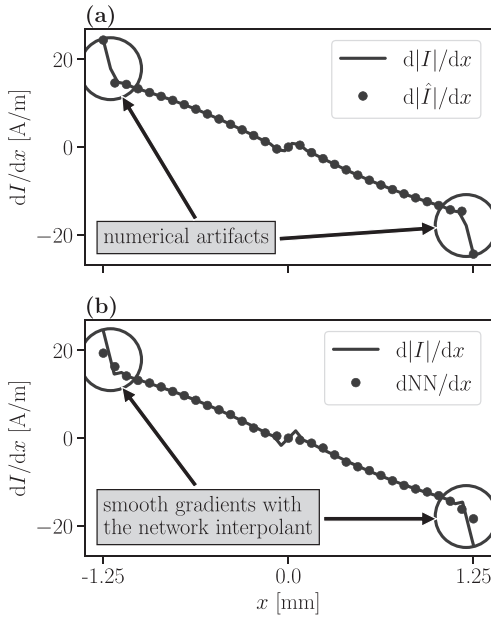 (a)
20
0
−20
dI/dx [A/m]
d|I|/dx
d|Î|/dx
numerical artifacts
(b)
20
0
−20
dI/dx [A/m]
d|I|/dx
dNN/dx
smooth gradients with
the network interpolant
-1.25
0.0
1.25
x [mm]